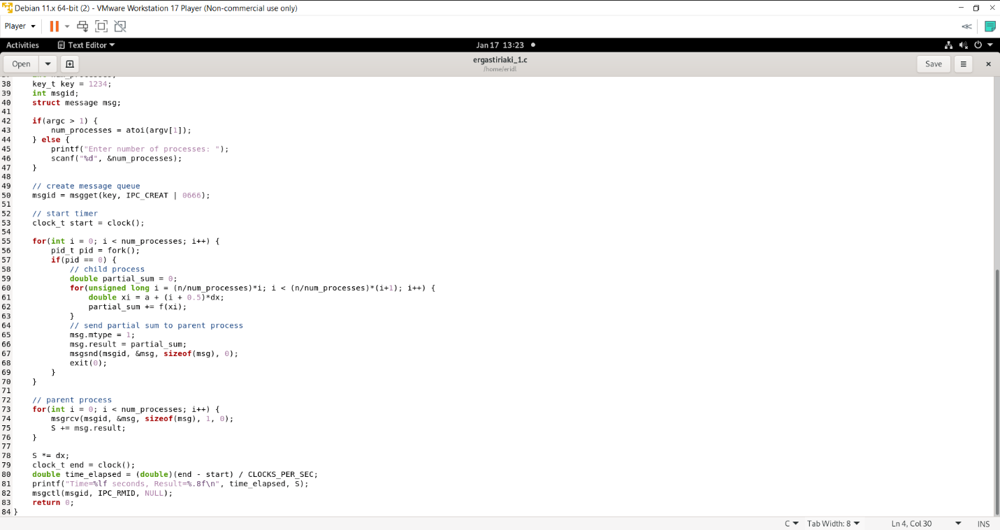 Debian 11.x 64-bit (2) - VMware Workstation 17 Player (Non-commercial use only)
Player
Activities Text Editor Jan 17 13:23
Open ergastiriaki_1.c Save
/home/eridl
38 key_t key = 1234;
39 int msgid;
40 struct message msg;
41
42 if(argc > 1) {
43 num_processes = atoi(argv[1]);
44 } else {
45 printf("Enter number of processes: ");
46 scanf("%d", &num_processes);
47 }
48
49 // create message queue
50 msgid = msgget(key, IPC_CREAT | 0666);
51
52 // start timer
53 clock_t start = clock();
54
55 for(int i = 0; i < num_processes; i++) {
56 pid_t pid = fork();
57 if(pid == 0) {
58 // child process
59 double partial_sum = 0;
60 for(unsigned long i = (n/num_processes)*i; i < (n/num_processes)*(i+1); i++) {
61 double xi = a + (i + 0.5)*dx;
62 partial_sum += f(xi);
63 }
64 // send partial sum to parent process
65 msg.mtype = 1;
66 msg.result = partial_sum;
67 msgsnd(msgid, &msg, sizeof(msg), 0);
68 exit(0);
69 }
70 }
71
72 // parent process
73 for(int i = 0; i < num_processes; i++) {
74 msgrcv(msgid, &msg, sizeof(msg), 1, 0);
75 S += msg.result;
76 }
77
78 S *= dx;
79 clock_t end = clock();
80 double time_elapsed = (double)(end - start) / CLOCKS_PER_SEC;
81 printf("Time=%lf seconds, Result=%.8f\n", time_elapsed, S);
82 msgctl(msgid, IPC_RMID, NULL);
83 return 0;
84 }
C Tab Width: 8 Ln 4, Col 30 INS